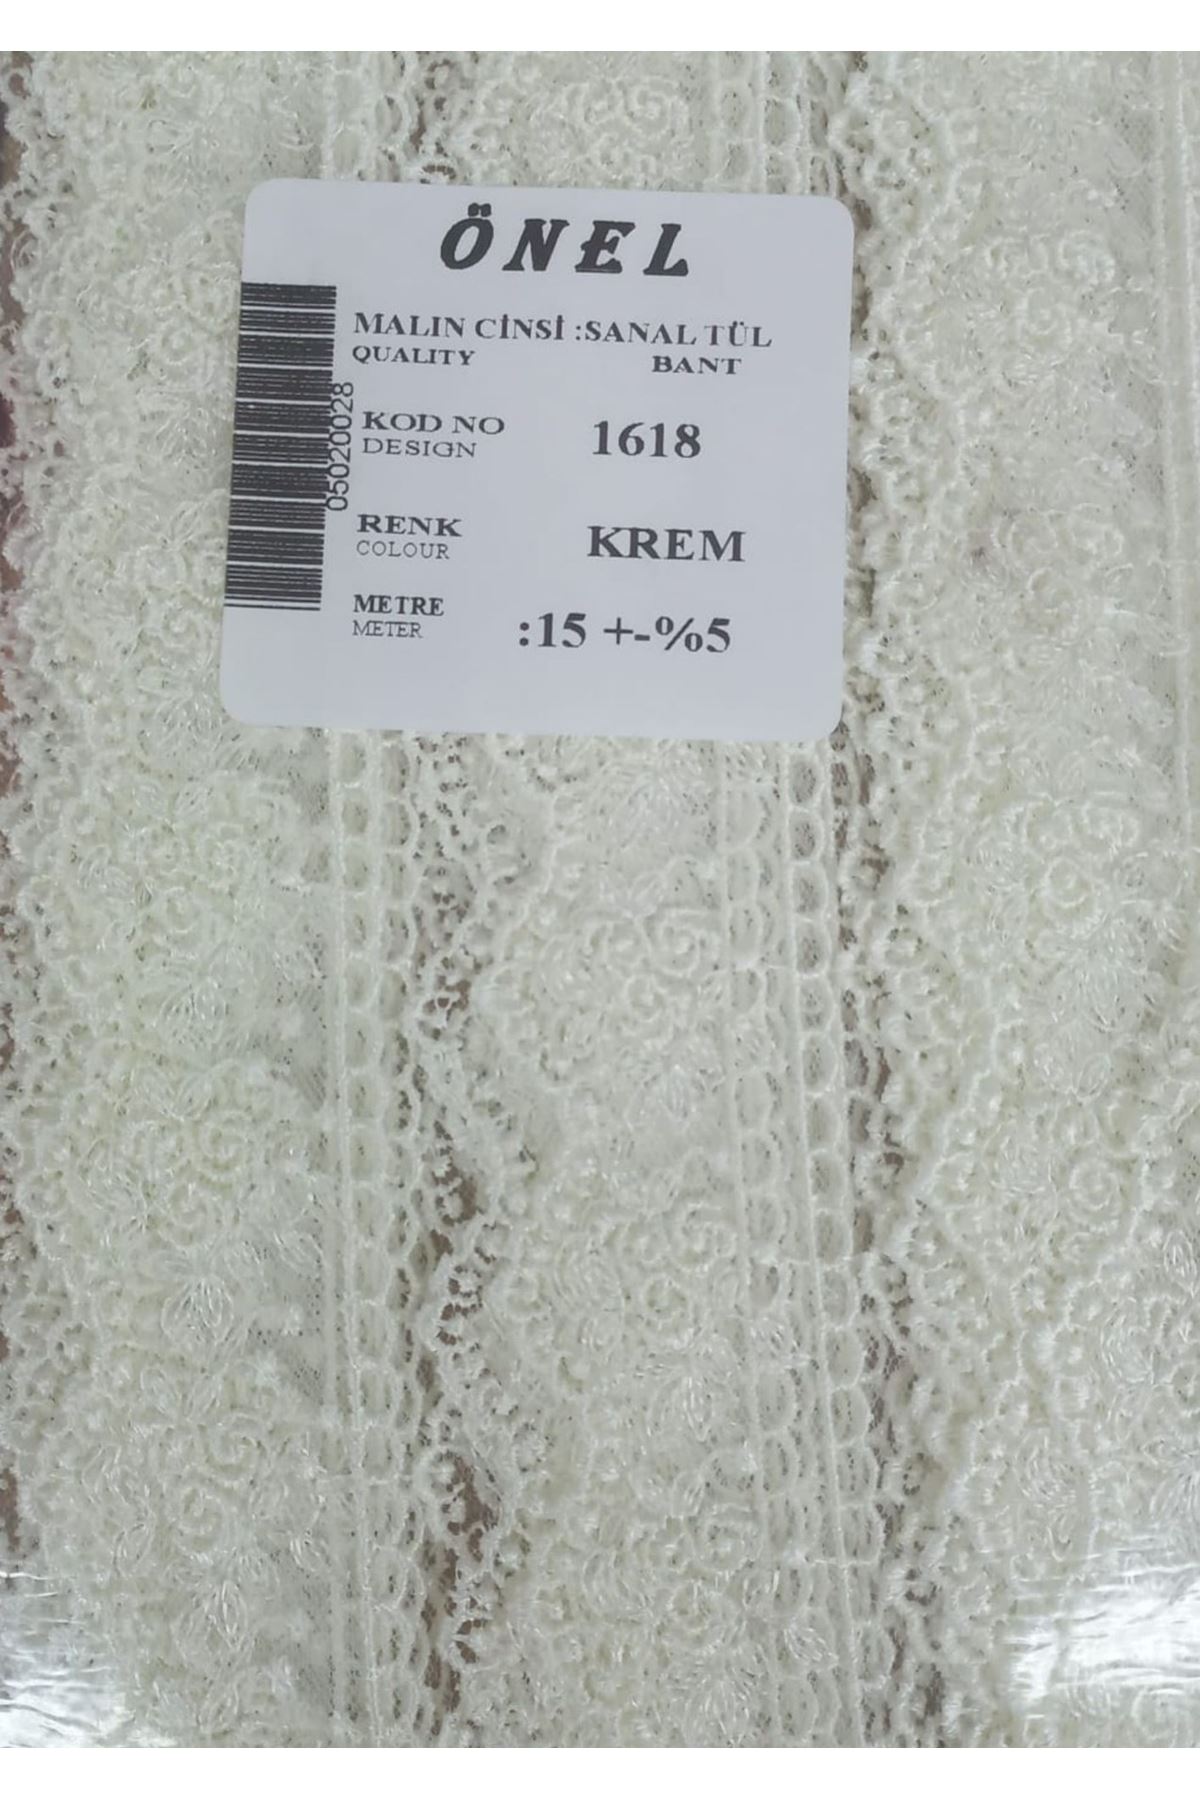 ÖNEL
MALIN CİNSİ :SANAL TÜL
QUALITY BANT
05020028
KOD NO 1618
DESIGN
RENK KREM
COLOUR
METRE :15 +-%5
METER